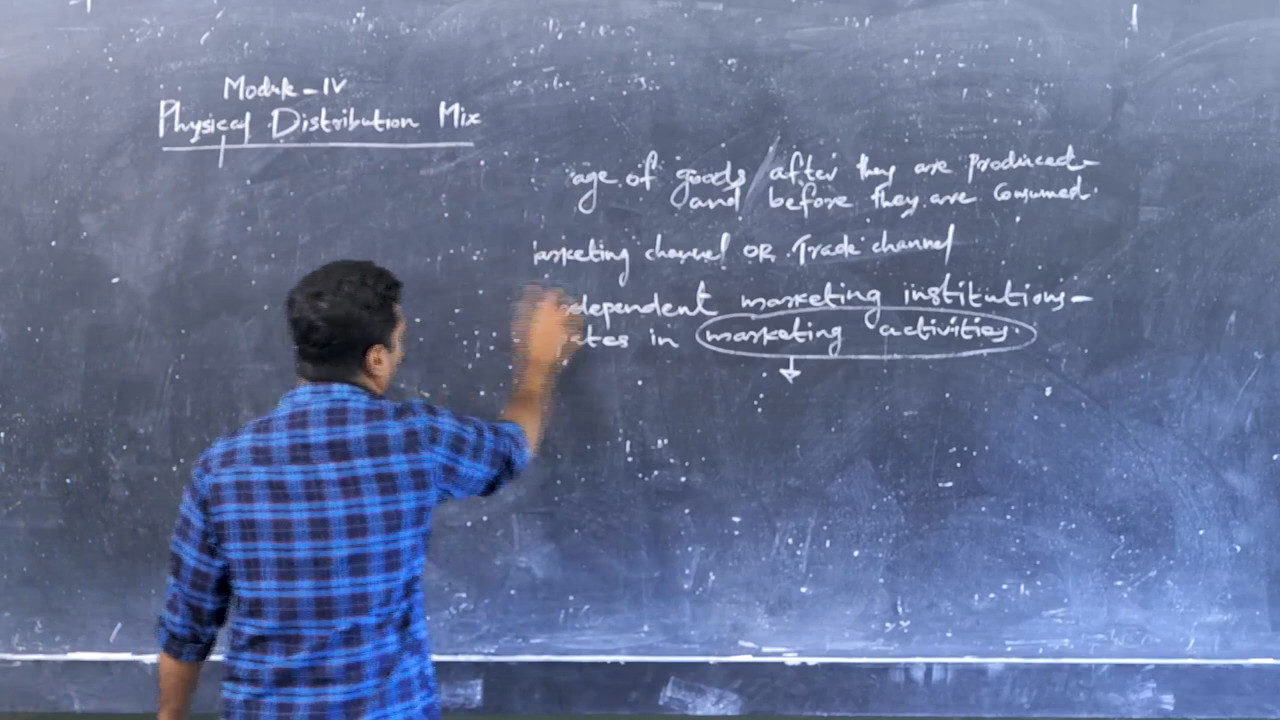 Module - IV
Physical Distribution Mix
age of goods after they are produced -
and before they are consumed.
arketing channel OR Trade channel
dependent marketing institutions -
ates in marketing activities.